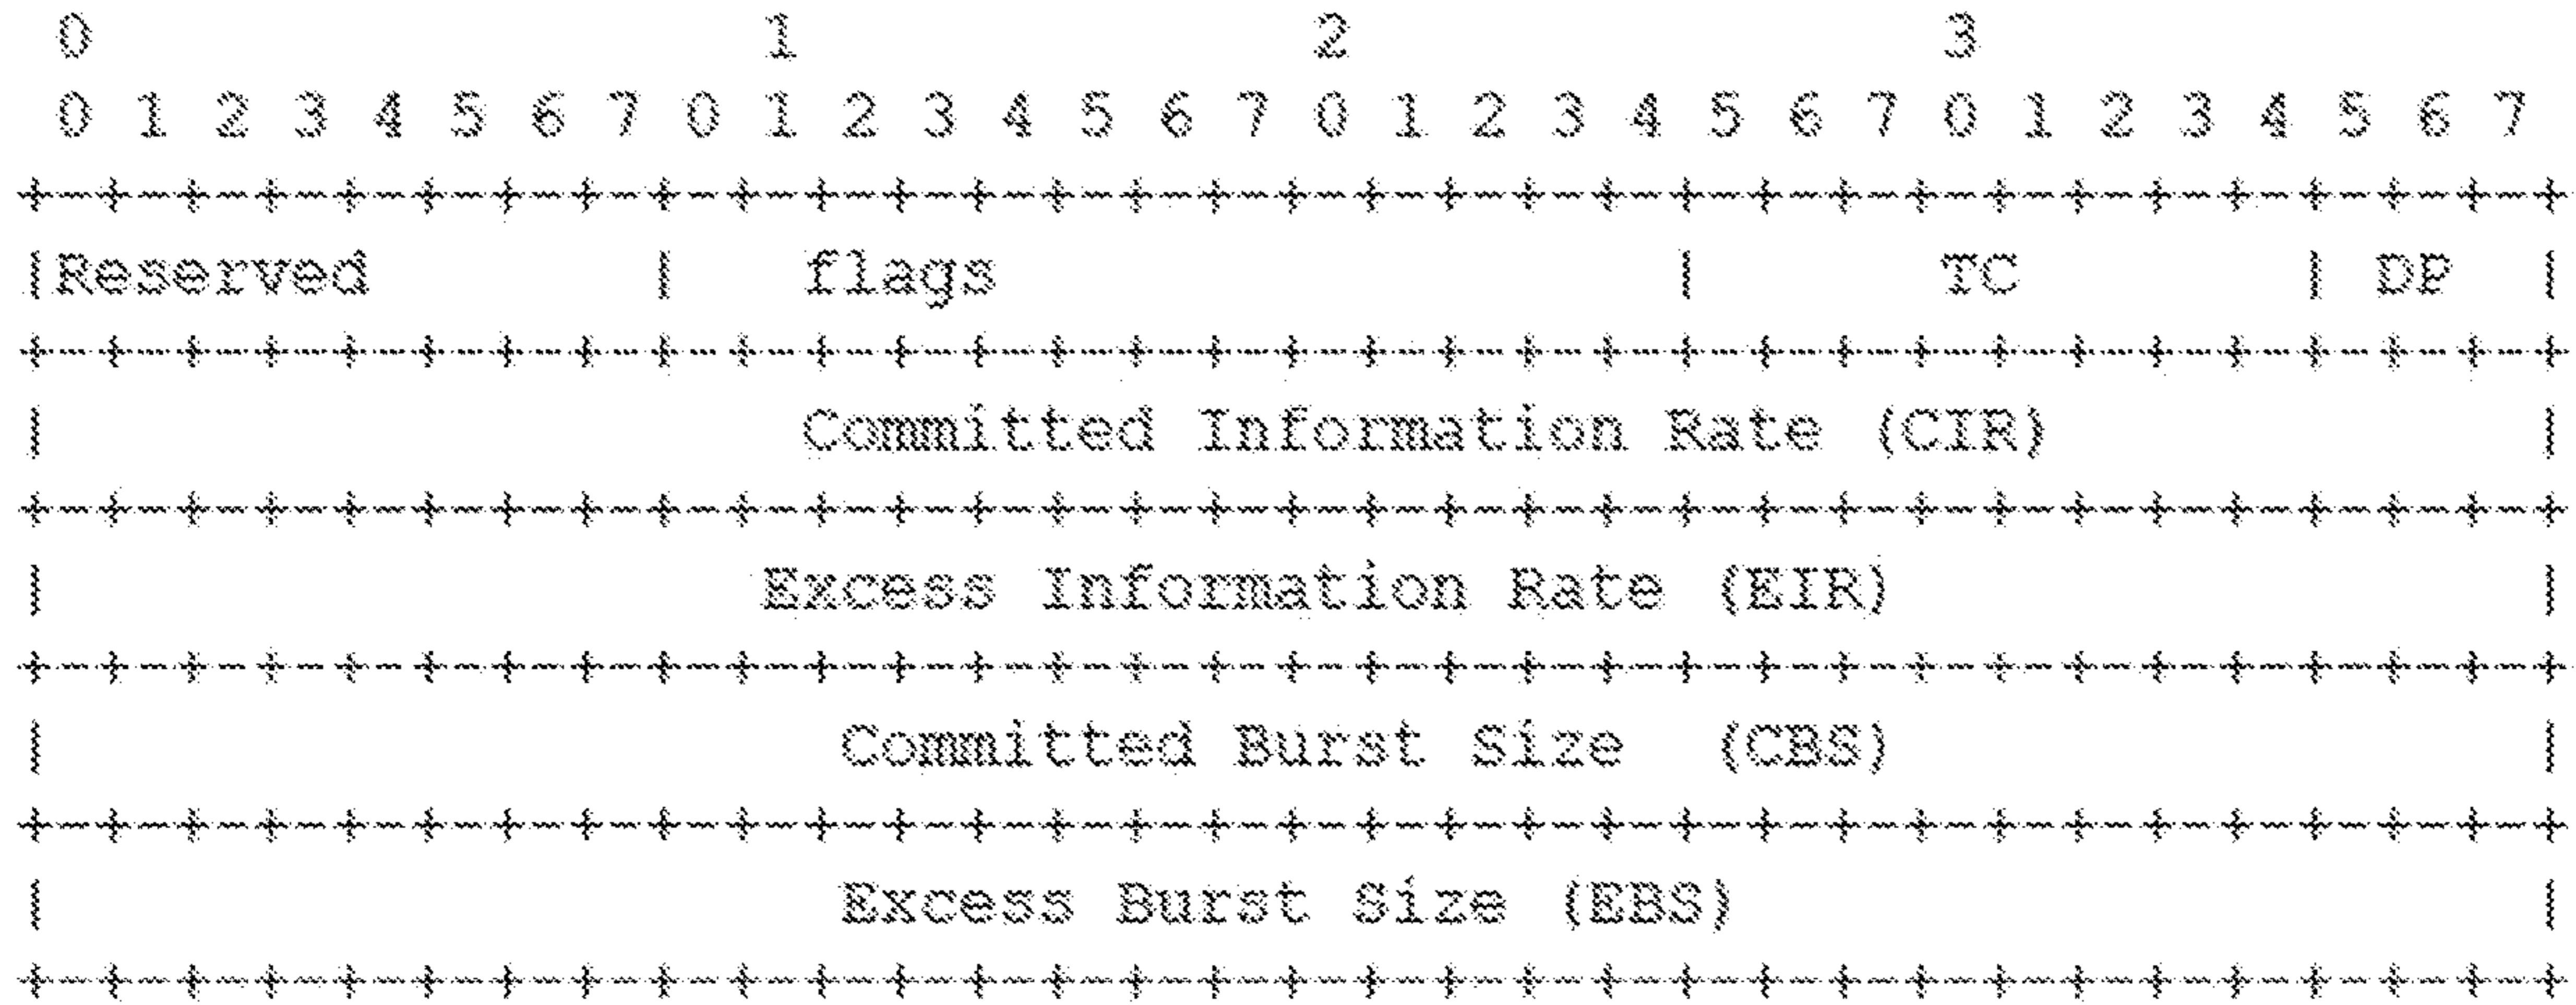 0                 1             2               3
0 1 2 3 4 5 6 7 0 1 2 3 4 5 6 7 0 1 2 3 4 5 6 7 0 1 2 3 4 5 6 7
+-+-+-+-+-+-+-+-+-+-+-+-+-+-+-+-+-+-+-+-+-+-+-+-+-+-+-+-+-+-+-+-+
|Reserved       |   flags                 |      TC       | DP  |
+-+-+-+-+-+-+-+-+-+-+-+-+-+-+-+-+-+-+-+-+-+-+-+-+-+-+-+-+-+-+-+-+
|                   Committed Information Rate (CIR)            |
+-+-+-+-+-+-+-+-+-+-+-+-+-+-+-+-+-+-+-+-+-+-+-+-+-+-+-+-+-+-+-+-+
|                  Excess Information Rate (EIR)                |
+-+-+-+-+-+-+-+-+-+-+-+-+-+-+-+-+-+-+-+-+-+-+-+-+-+-+-+-+-+-+-+-+
|                    Committed Burst Size  (CBS)                |
+-+-+-+-+-+-+-+-+-+-+-+-+-+-+-+-+-+-+-+-+-+-+-+-+-+-+-+-+-+-+-+-+
|                    Excess Burst Size (EBS)                    |
+-+-+-+-+-+-+-+-+-+-+-+-+-+-+-+-+-+-+-+-+-+-+-+-+-+-+-+-+-+-+-+-+